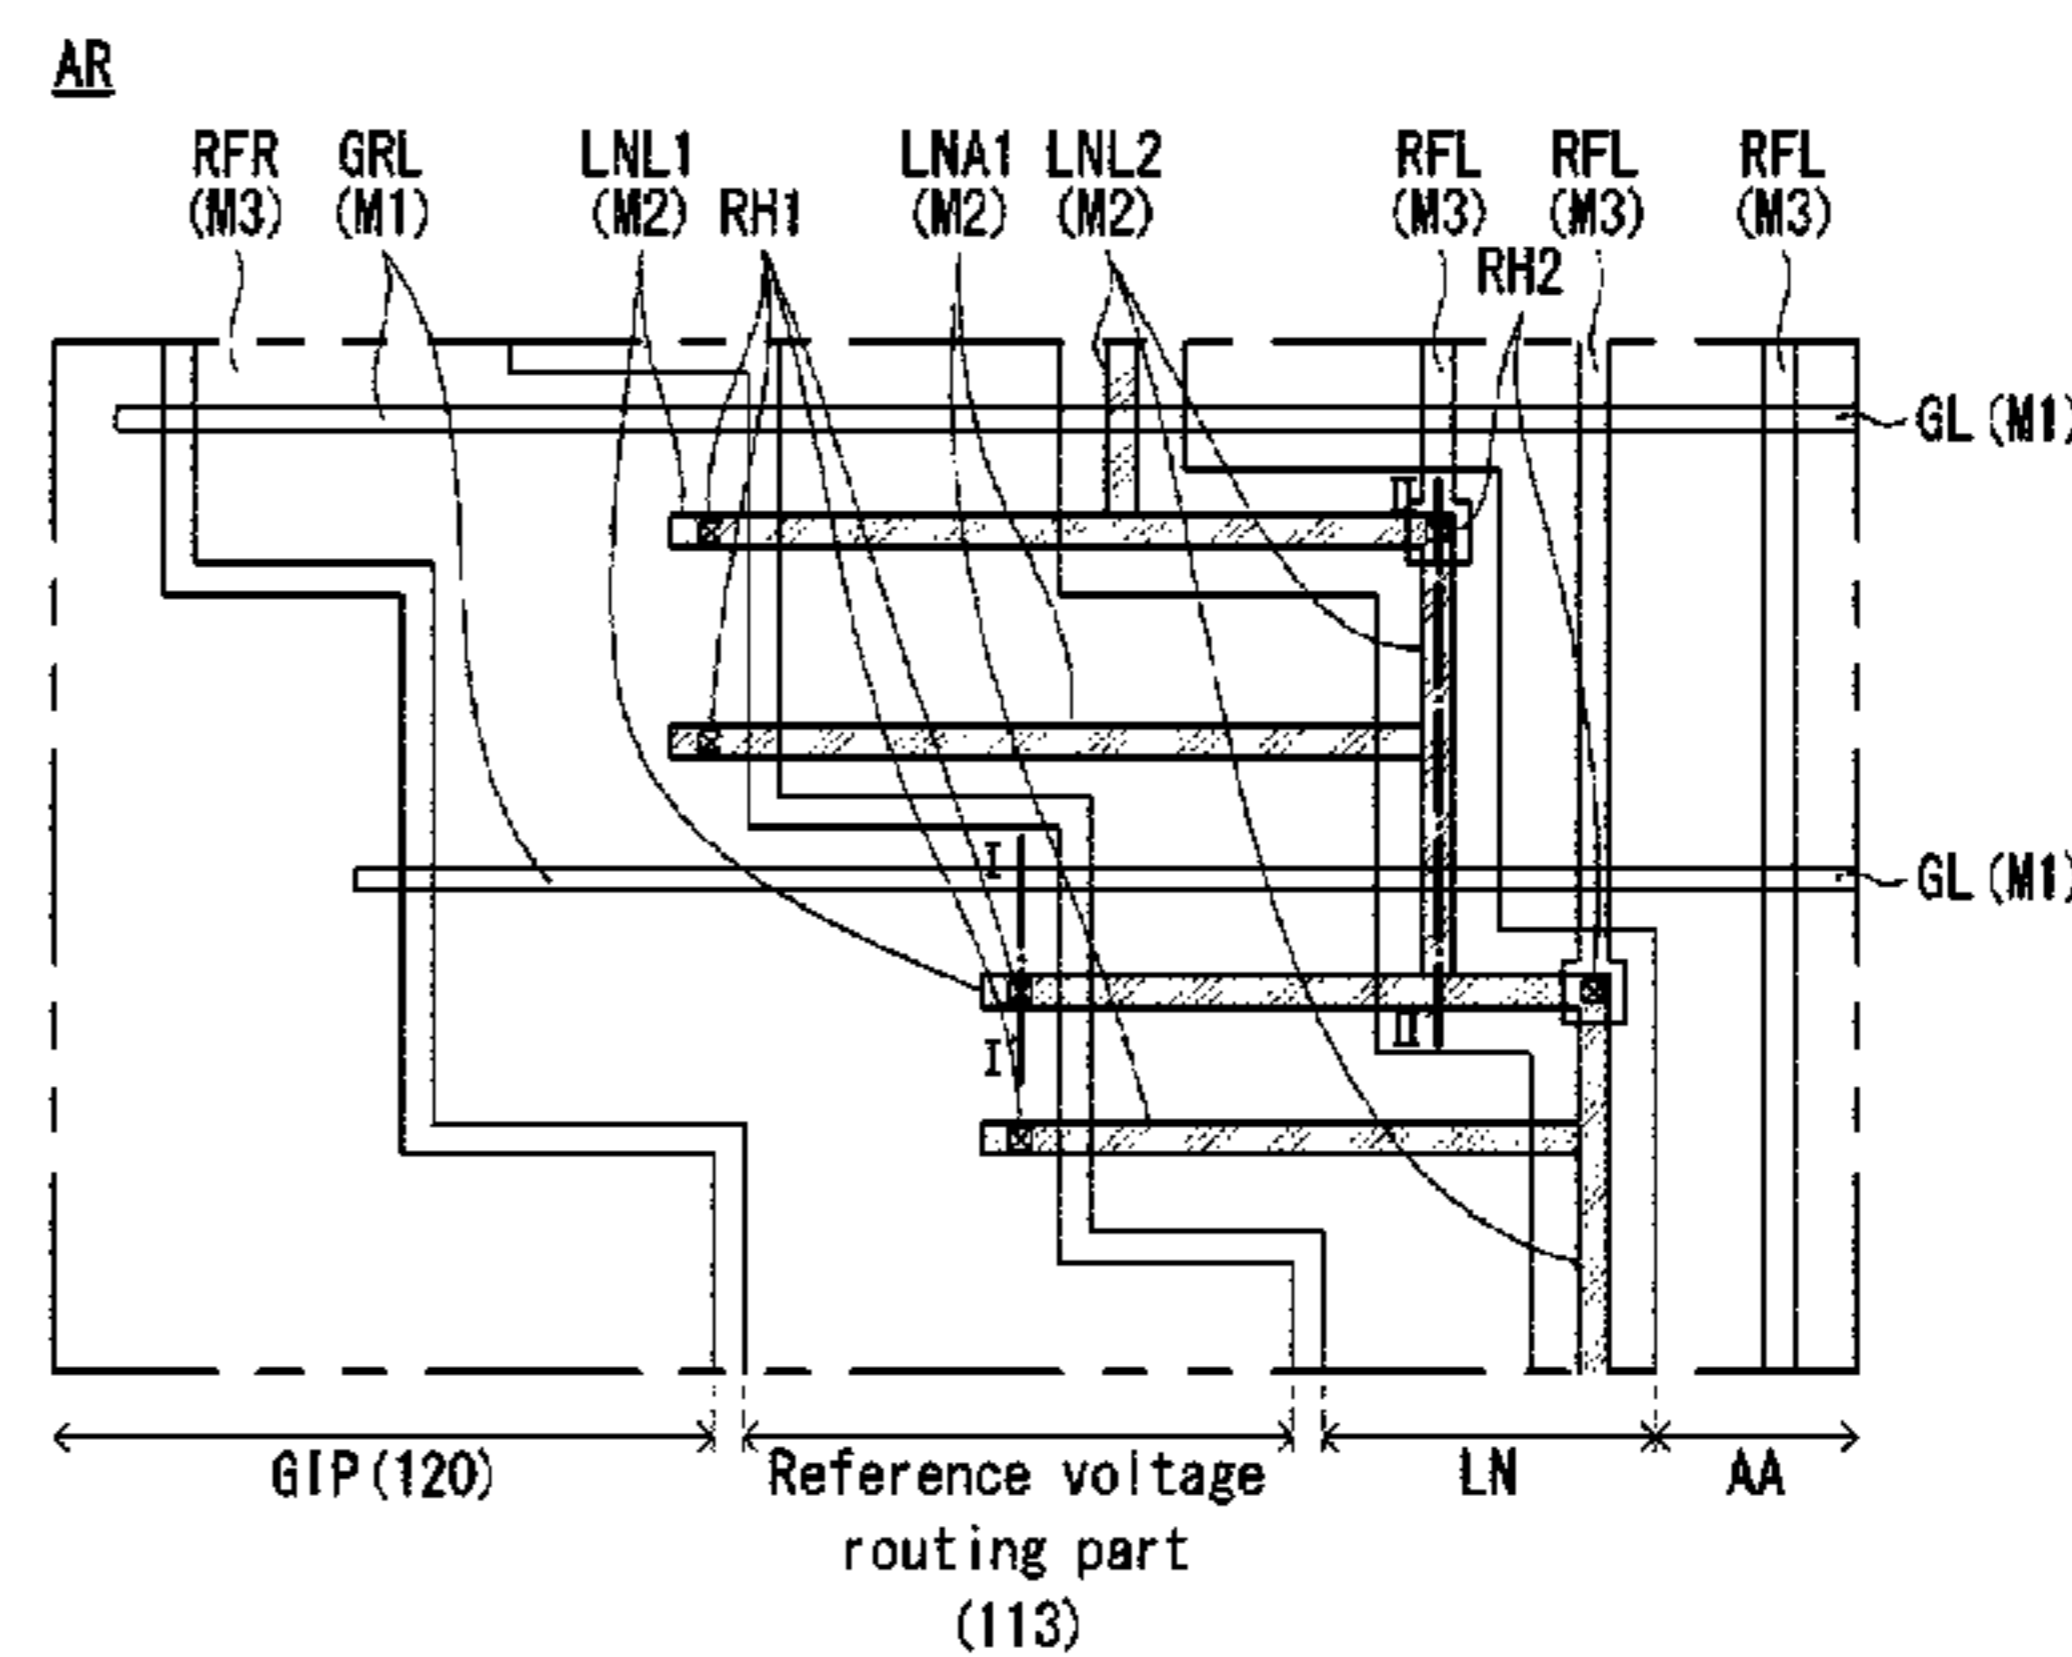 AR
RFR GRL LNL1 LNA1 LNL2 RFL RFL RFL
(M3) (M1) (M2) RH1 (M2) (M2) (M3) (M3) (M3)
RH2
GL (M1)
II
I
GL (M1)
II
I
GIP(120) Reference voltage LN AA
routing part
(113)